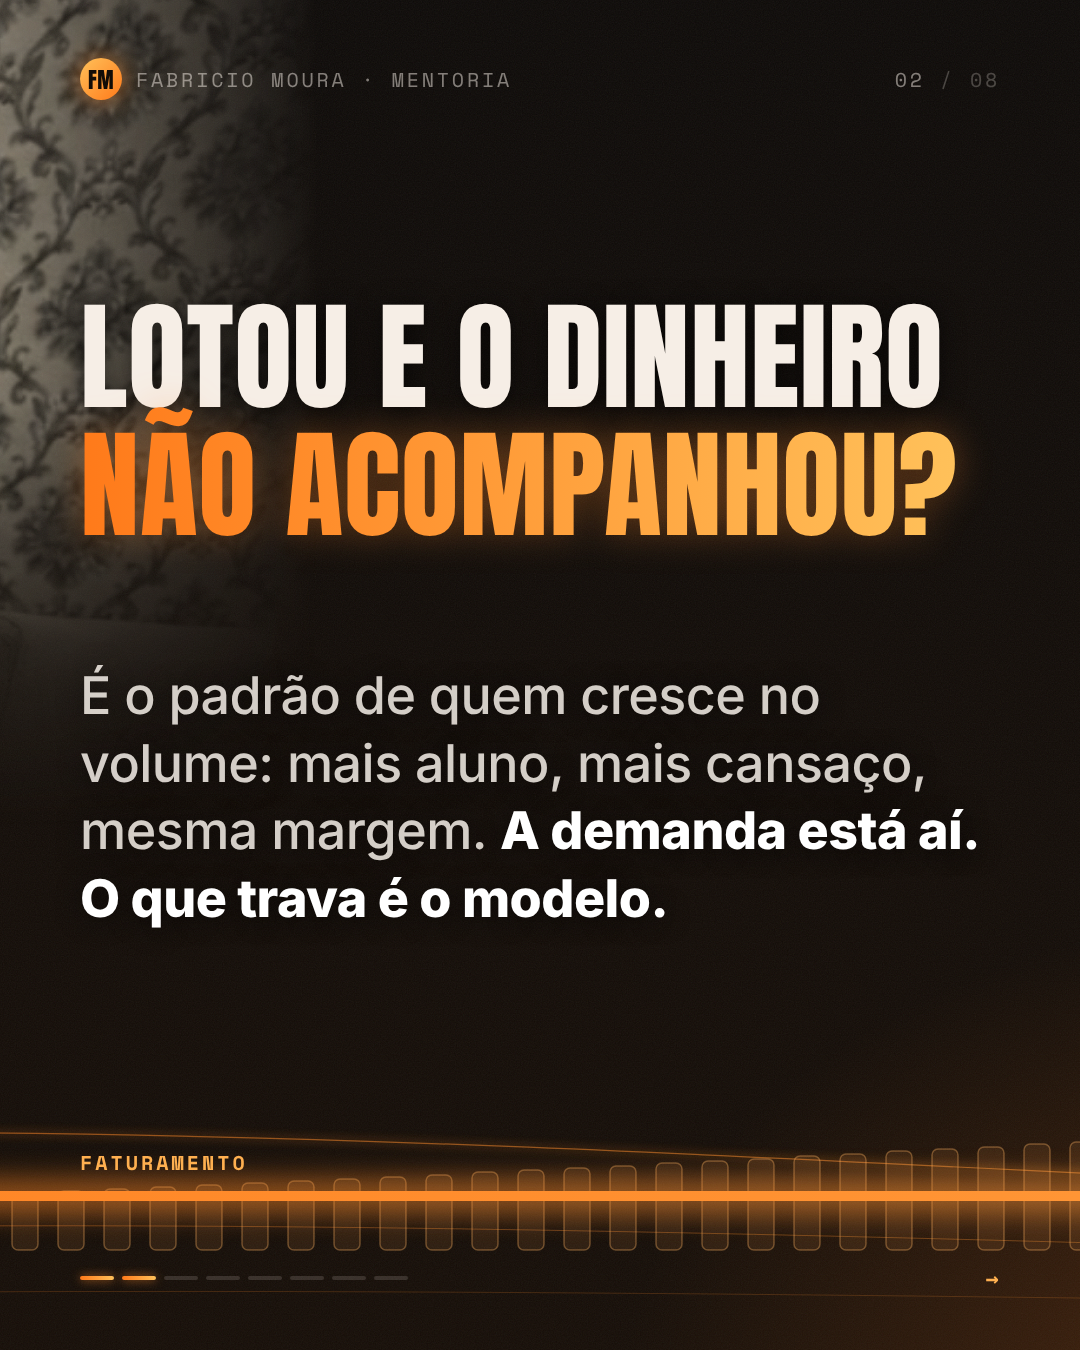 FM FABRICIO MOURA · MENTORIA
02 / 08
LOTOU E O DINHEIRO
NÃO ACOMPANHOU?
É o padrão de quem cresce no
volume: mais aluno, mais cansaço,
mesma margem. A demanda está aí.
O que trava é o modelo.
FATURAMENTO
→